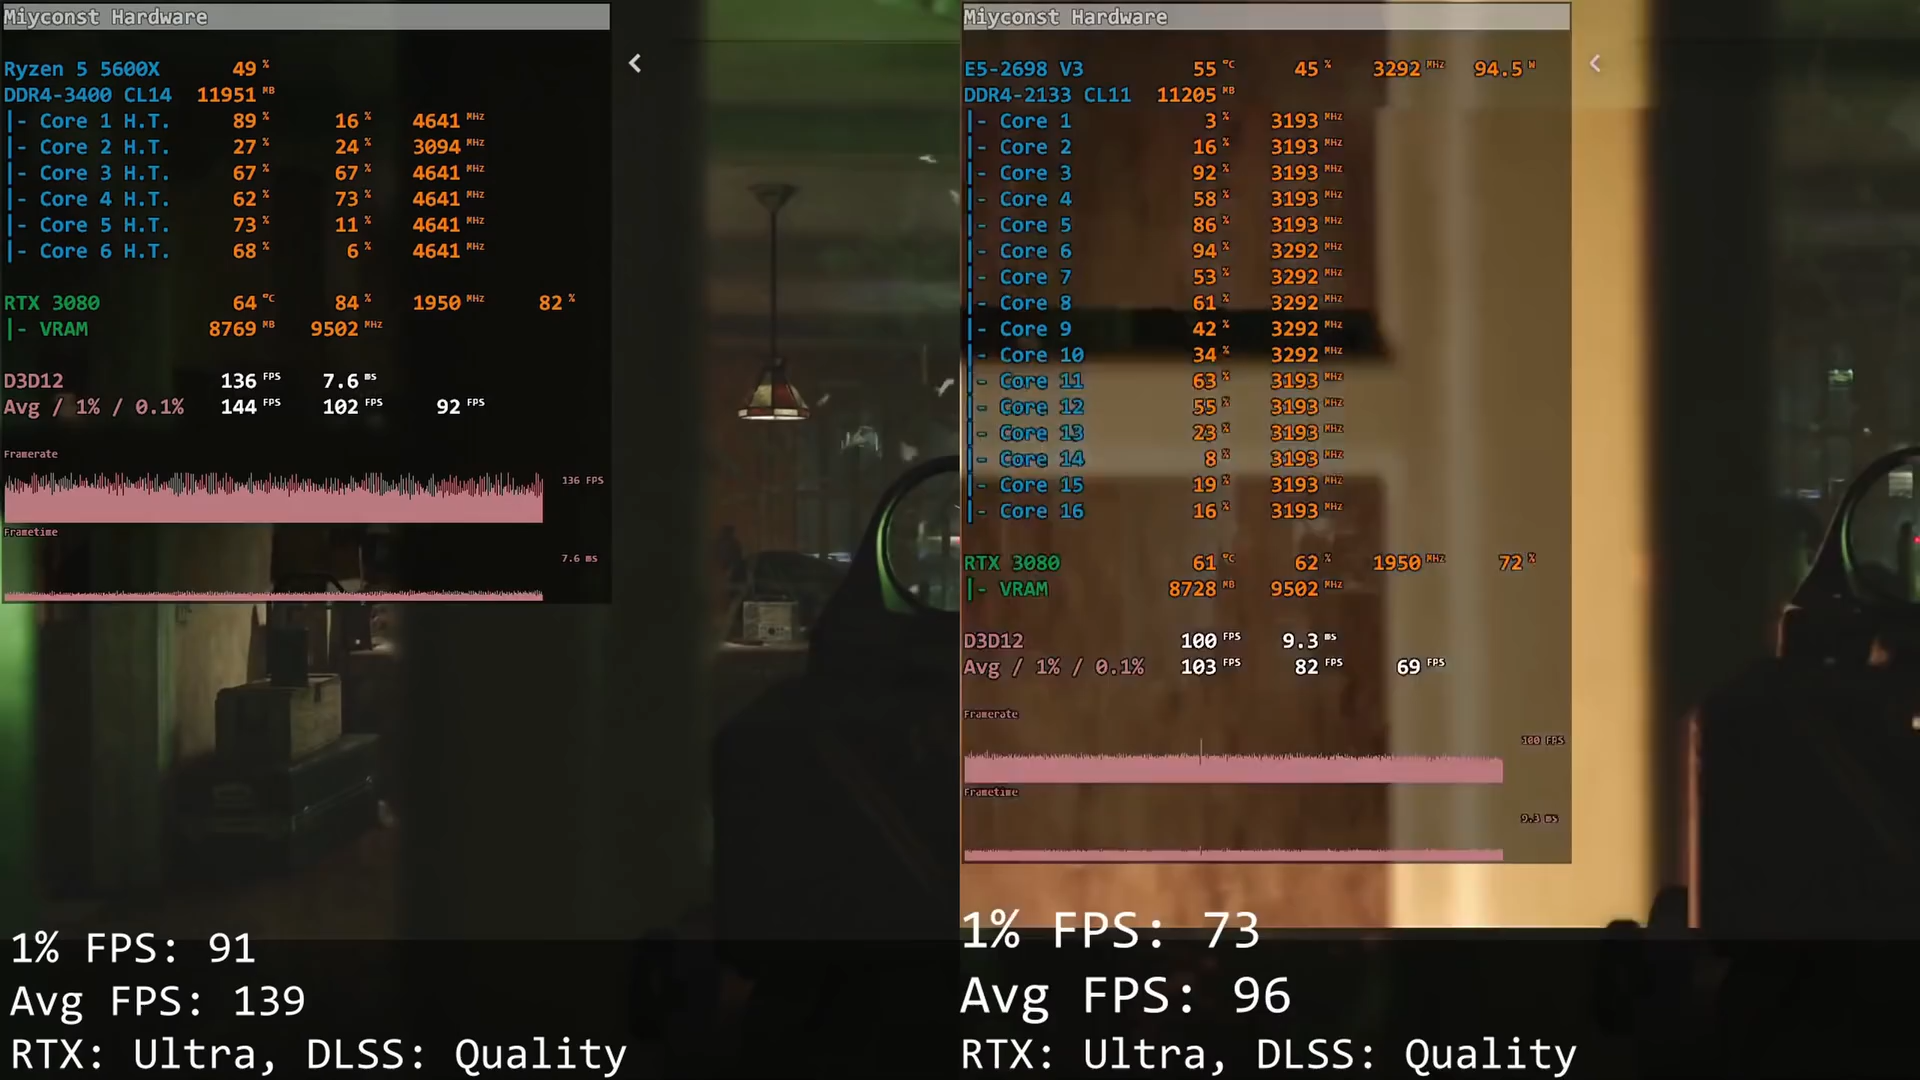 Miyconst Hardware
Ryzen 5 5600X 49 %
DDR4-3400 CL14 11951 MB
|- Core 1 H.T. 89 % 16 % 4641 MHz
|- Core 2 H.T. 27 % 24 % 3094 MHz
|- Core 3 H.T. 67 % 67 % 4641 MHz
|- Core 4 H.T. 62 % 73 % 4641 MHz
|- Core 5 H.T. 73 % 11 % 4641 MHz
|- Core 6 H.T. 68 % 6 % 4641 MHz
RTX 3080 64 °C 84 % 1950 MHz 82 %
|- VRAM 8769 MB 9502 MHz
D3D12 136 FPS 7.6 ms
Avg / 1% / 0.1% 144 FPS 102 FPS 92 FPS
Framerate
136 FPS
Frametime
7.6 ms
1% FPS: 91
Avg FPS: 139
RTX: Ultra, DLSS: Quality
Miyconst Hardware
E5-2698 V3 55 °C 45 % 3292 MHz 94.5 W
DDR4-2133 CL11 11205 MB
|- Core 1 3 % 3193 MHz
|- Core 2 16 % 3193 MHz
|- Core 3 92 % 3193 MHz
|- Core 4 58 % 3193 MHz
|- Core 5 86 % 3193 MHz
|- Core 6 94 % 3292 MHz
|- Core 7 53 % 3292 MHz
|- Core 8 61 % 3292 MHz
|- Core 9 42 % 3292 MHz
|- Core 10 34 % 3292 MHz
|- Core 11 63 % 3193 MHz
|- Core 12 55 % 3193 MHz
|- Core 13 23 % 3193 MHz
|- Core 14 8 % 3193 MHz
|- Core 15 19 % 3193 MHz
|- Core 16 16 % 3193 MHz
RTX 3080 61 °C 62 % 1950 MHz 72 %
|- VRAM 8728 MB 9502 MHz
D3D12 100 FPS 9.3 ms
Avg / 1% / 0.1% 103 FPS 82 FPS 69 FPS
Framerate
100 FPS
Frametime
9.3 ms
1% FPS: 73
Avg FPS: 96
RTX: Ultra, DLSS: Quality